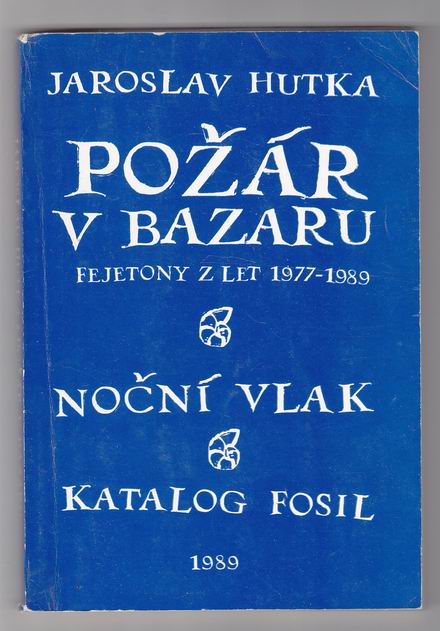 JAROSLAV HUTKA
POŽÁR
V BAZARU
FEJETONY Z LET 1977-1989
NOČNÍ VLAK
KATALOG FOSIL
1989